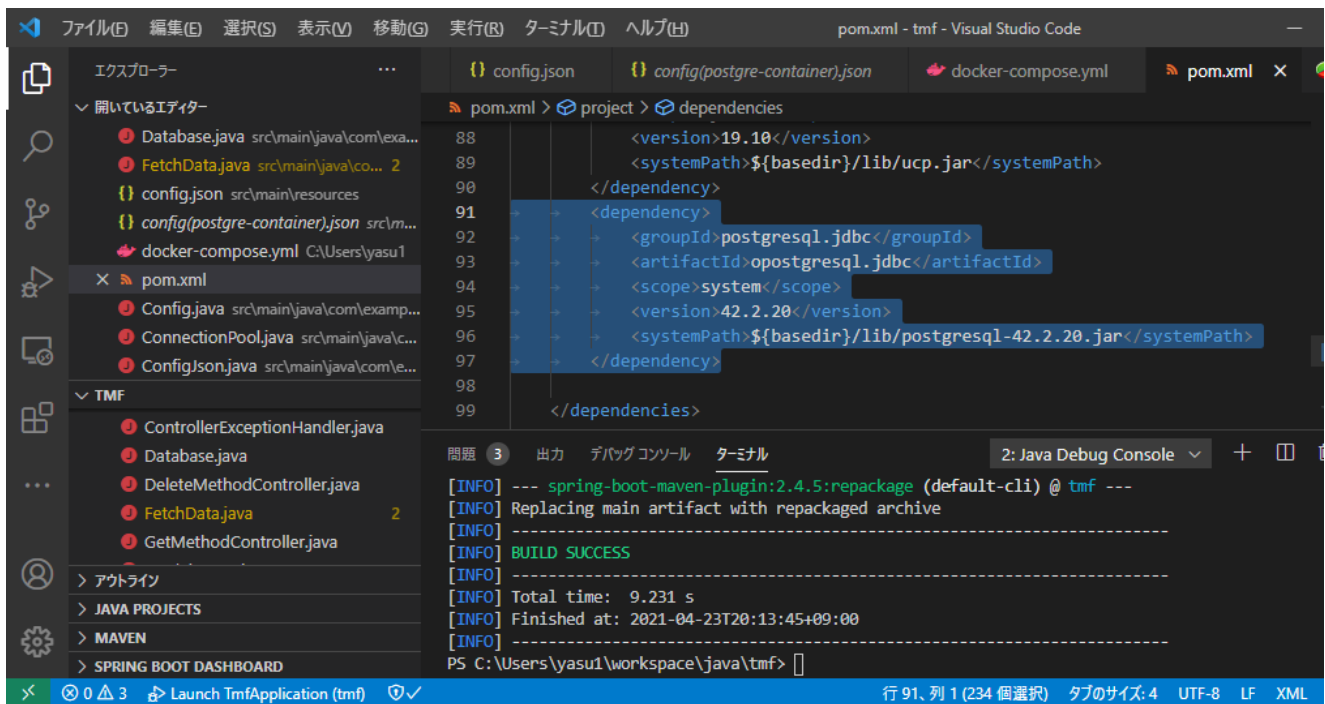 ファイル(F) 編集(E) 選択(S) 表示(V) 移動(G) 実行(R) ターミナル(T) ヘルプ(H) pom.xml - tmf - Visual Studio Code
エクスプローラー ...
開いているエディター
Database.java src\main\java\com\exa...
FetchData.java src\main\java\co... 2
{} config.json src\main\resources
{} config(postgre-container).json src\m...
docker-compose.yml C:\Users\yasu1
× pom.xml
Config.java src\main\java\com\examp...
ConnectionPool.java src\main\java\c...
ConfigJson.java src\main\java\com\e...
TMF
ControllerExceptionHandler.java
Database.java
DeleteMethodController.java
FetchData.java 2
GetMethodController.java
アウトライン
JAVA PROJECTS
MAVEN
SPRING BOOT DASHBOARD
{} config.json {} config(postgre-container).json docker-compose.yml pom.xml ×
pom.xml > project > dependencies
88 <version>19.10</version>
89 <systemPath>${basedir}/lib/ucp.jar</systemPath>
90 </dependency>
91 <dependency>
92 <groupId>postgresql.jdbc</groupId>
93 <artifactId>opostgresql.jdbc</artifactId>
94 <scope>system</scope>
95 <version>42.2.20</version>
96 <systemPath>${basedir}/lib/postgresql-42.2.20.jar</systemPath>
97 </dependency>
98
99 </dependencies>
問題 3 出力 デバッグ コンソール ターミナル 2: Java Debug Console
[INFO] --- spring-boot-maven-plugin:2.4.5:repackage (default-cli) @ tmf ---
[INFO] Replacing main artifact with repackaged archive
[INFO] ------------------------------------------------------------------------
[INFO] BUILD SUCCESS
[INFO] ------------------------------------------------------------------------
[INFO] Total time:  9.231 s
[INFO] Finished at: 2021-04-23T20:13:45+09:00
[INFO] ------------------------------------------------------------------------
PS C:\Users\yasu1\workspace\java\tmf>
0 3 Launch TmfApplication (tmf) 行 91、列 1 (234 個選択) タブのサイズ: 4 UTF-8 LF XML